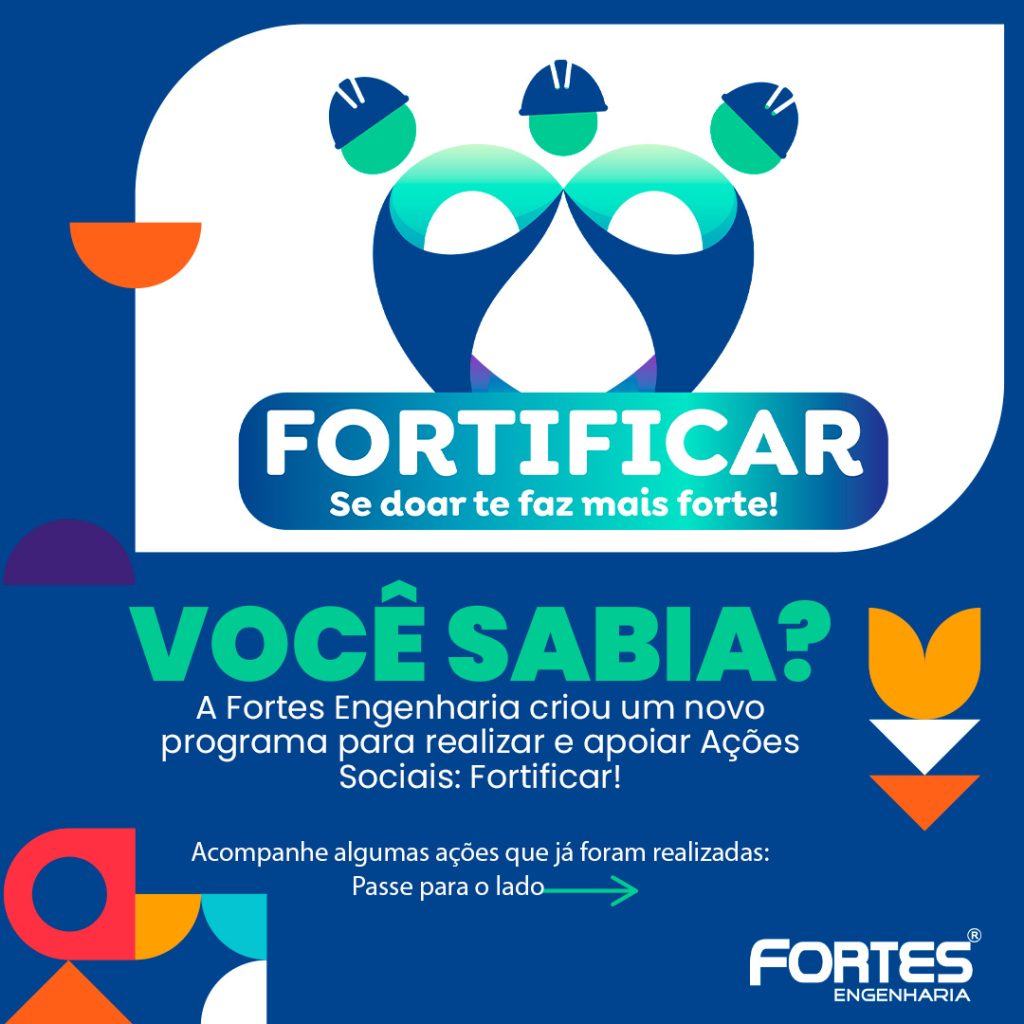 FORTIFICAR
Se doar te faz mais forte!
VOCÊ SABIA?
A Fortes Engenharia criou um novo
programa para realizar e apoiar Ações
Sociais: Fortificar!
Acompanhe algumas ações que já foram realizadas:
Passe para o lado
FORTES®
ENGENHARIA